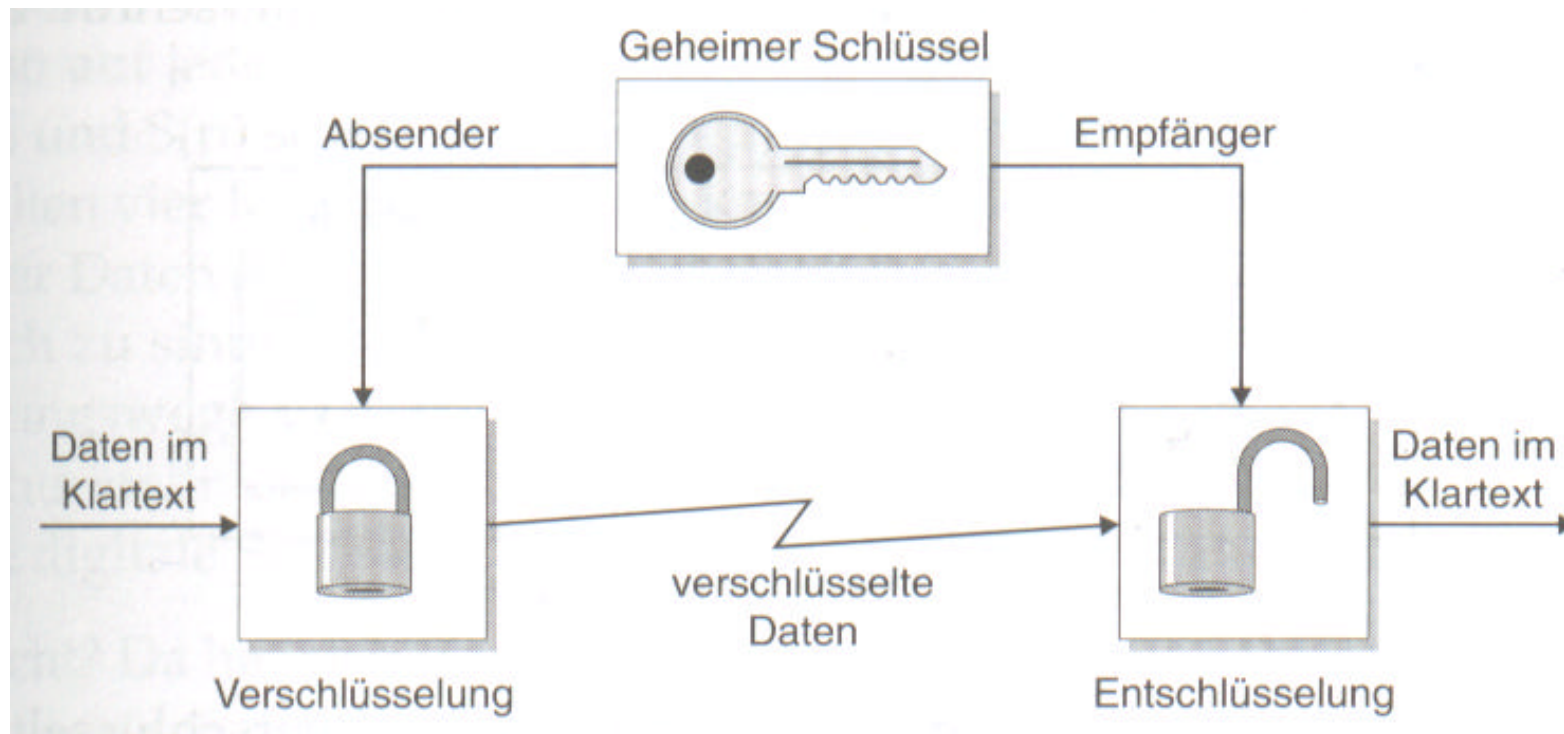 Geheimer Schlüssel
Absender
Empfänger
Daten im
Klartext
Daten im
Klartext
verschlüsselte
Daten
Verschlüsselung
Entschlüsselung